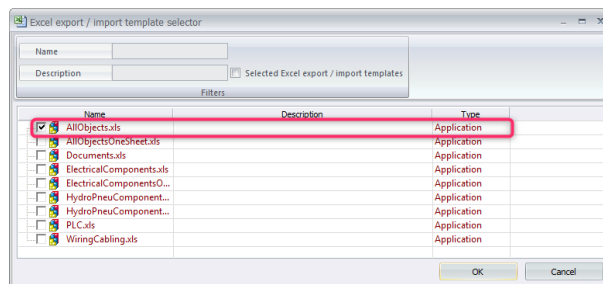 Excel export / import template selector
Name
Description
Selected Excel export / import templates
Filters
Name Description Type
AllObjects.xls Application
AllObjectsOneSheet.xls Application
Documents.xls Application
ElectricalComponents.xls Application
ElectricalComponentsO... Application
HydroPneuComponent... Application
HydroPneuComponent... Application
PLC.xls Application
WiringCabling.xls Application
OK Cancel